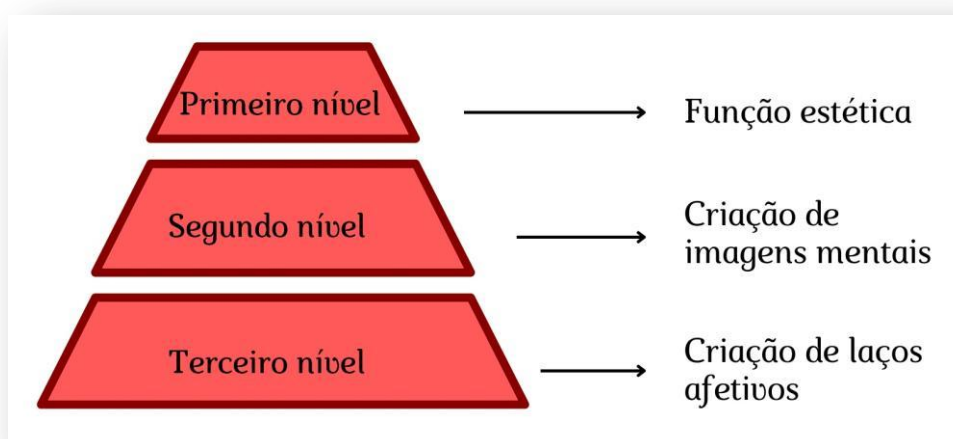 Primeiro nível
Função estética
Segundo nível
Criação de
imagens mentais
Terceiro nível
Criação de laços
afetivos